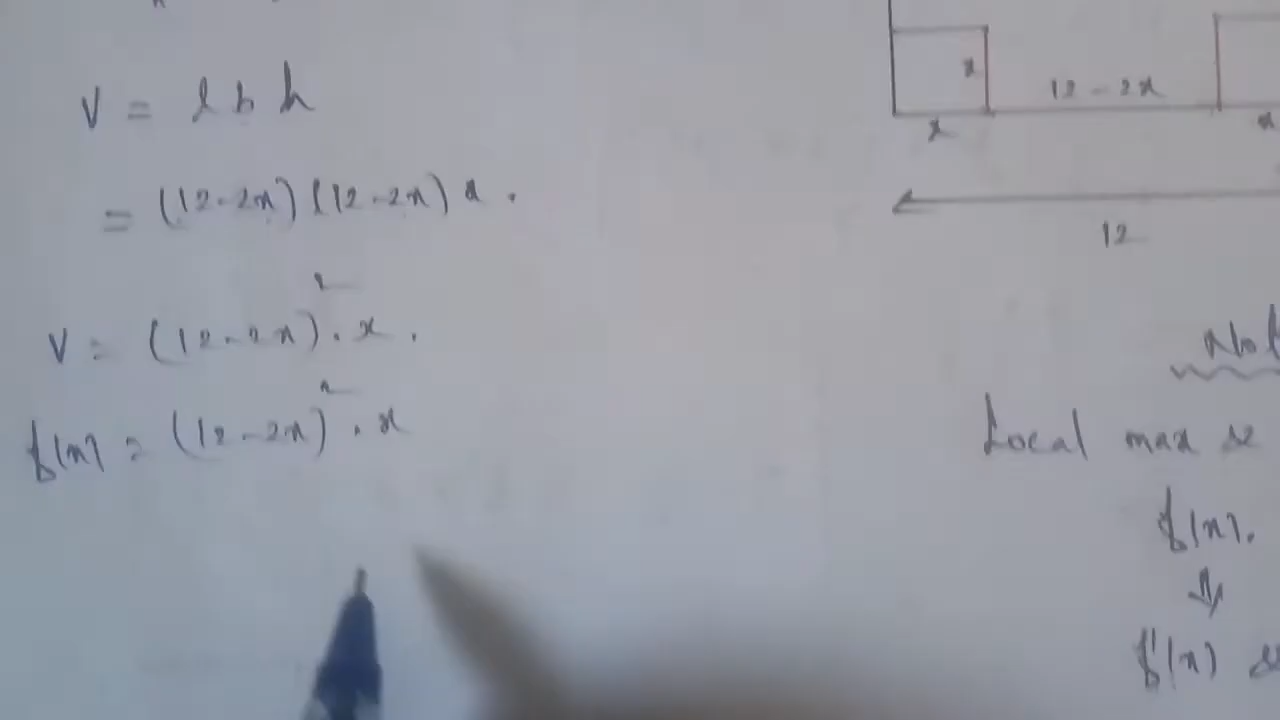 V = l b h
= (12-2x) (12-2x) x .
V = (12-2x)² . x .
f(x) = (12-2x)² . x
x
12 - 2x
x
x
12
Local max &
f(x).
f'(x) &